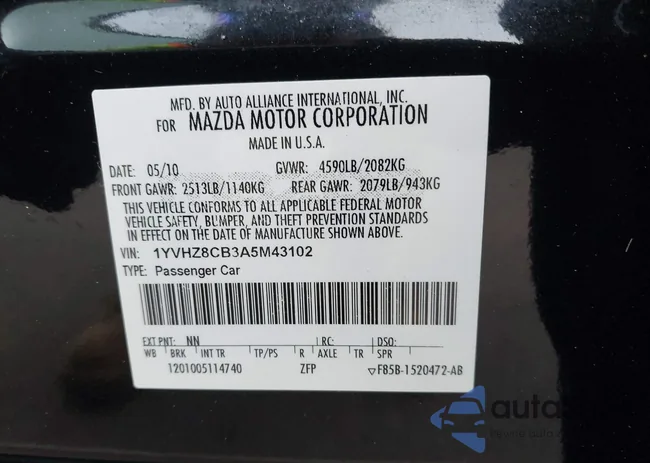 MFD. BY AUTO ALLIANCE INTERNATIONAL, INC.
FOR MAZDA MOTOR CORPORATION
MADE IN U.S.A.
DATE: 05/10 GVWR: 4590LB/2082KG
FRONT GAWR: 2513LB/1140KG REAR GAWR: 2079LB/943KG
THIS VEHICLE CONFORMS TO ALL APPLICABLE FEDERAL MOTOR
VEHICLE SAFETY, BUMPER, AND THEFT PREVENTION STANDARDS
IN EFFECT ON THE DATE OF MANUFACTURE SHOWN ABOVE.
VIN: 1YVHZ8CB3A5M43102
TYPE: Passenger Car
EXT PNT: NN RC: DSO:
WB BRK INT TR TP/PS R AXLE TR SPR
1201005114740 ZFP ▽F85B-1520472-AB
auto